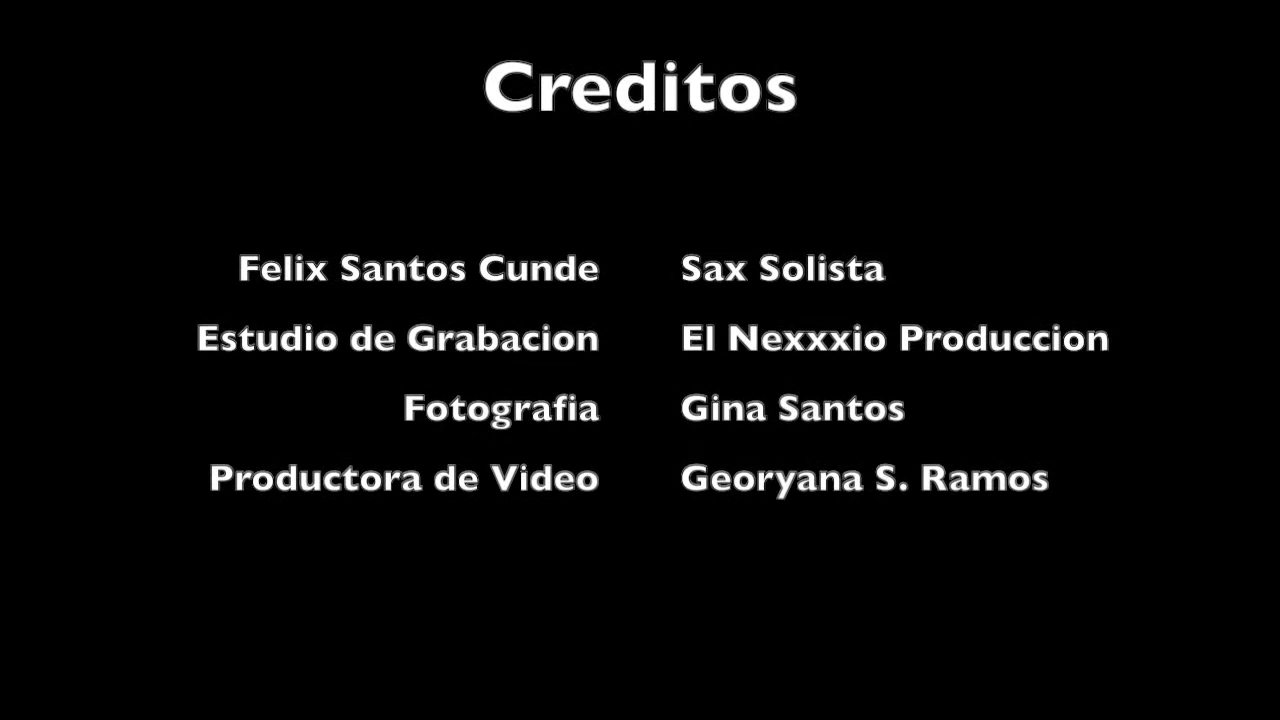 Creditos
Felix Santos Cunde Sax Solista
Estudio de Grabacion El Nexxxio Produccion
Fotografia Gina Santos
Productora de Video Georyana S. Ramos